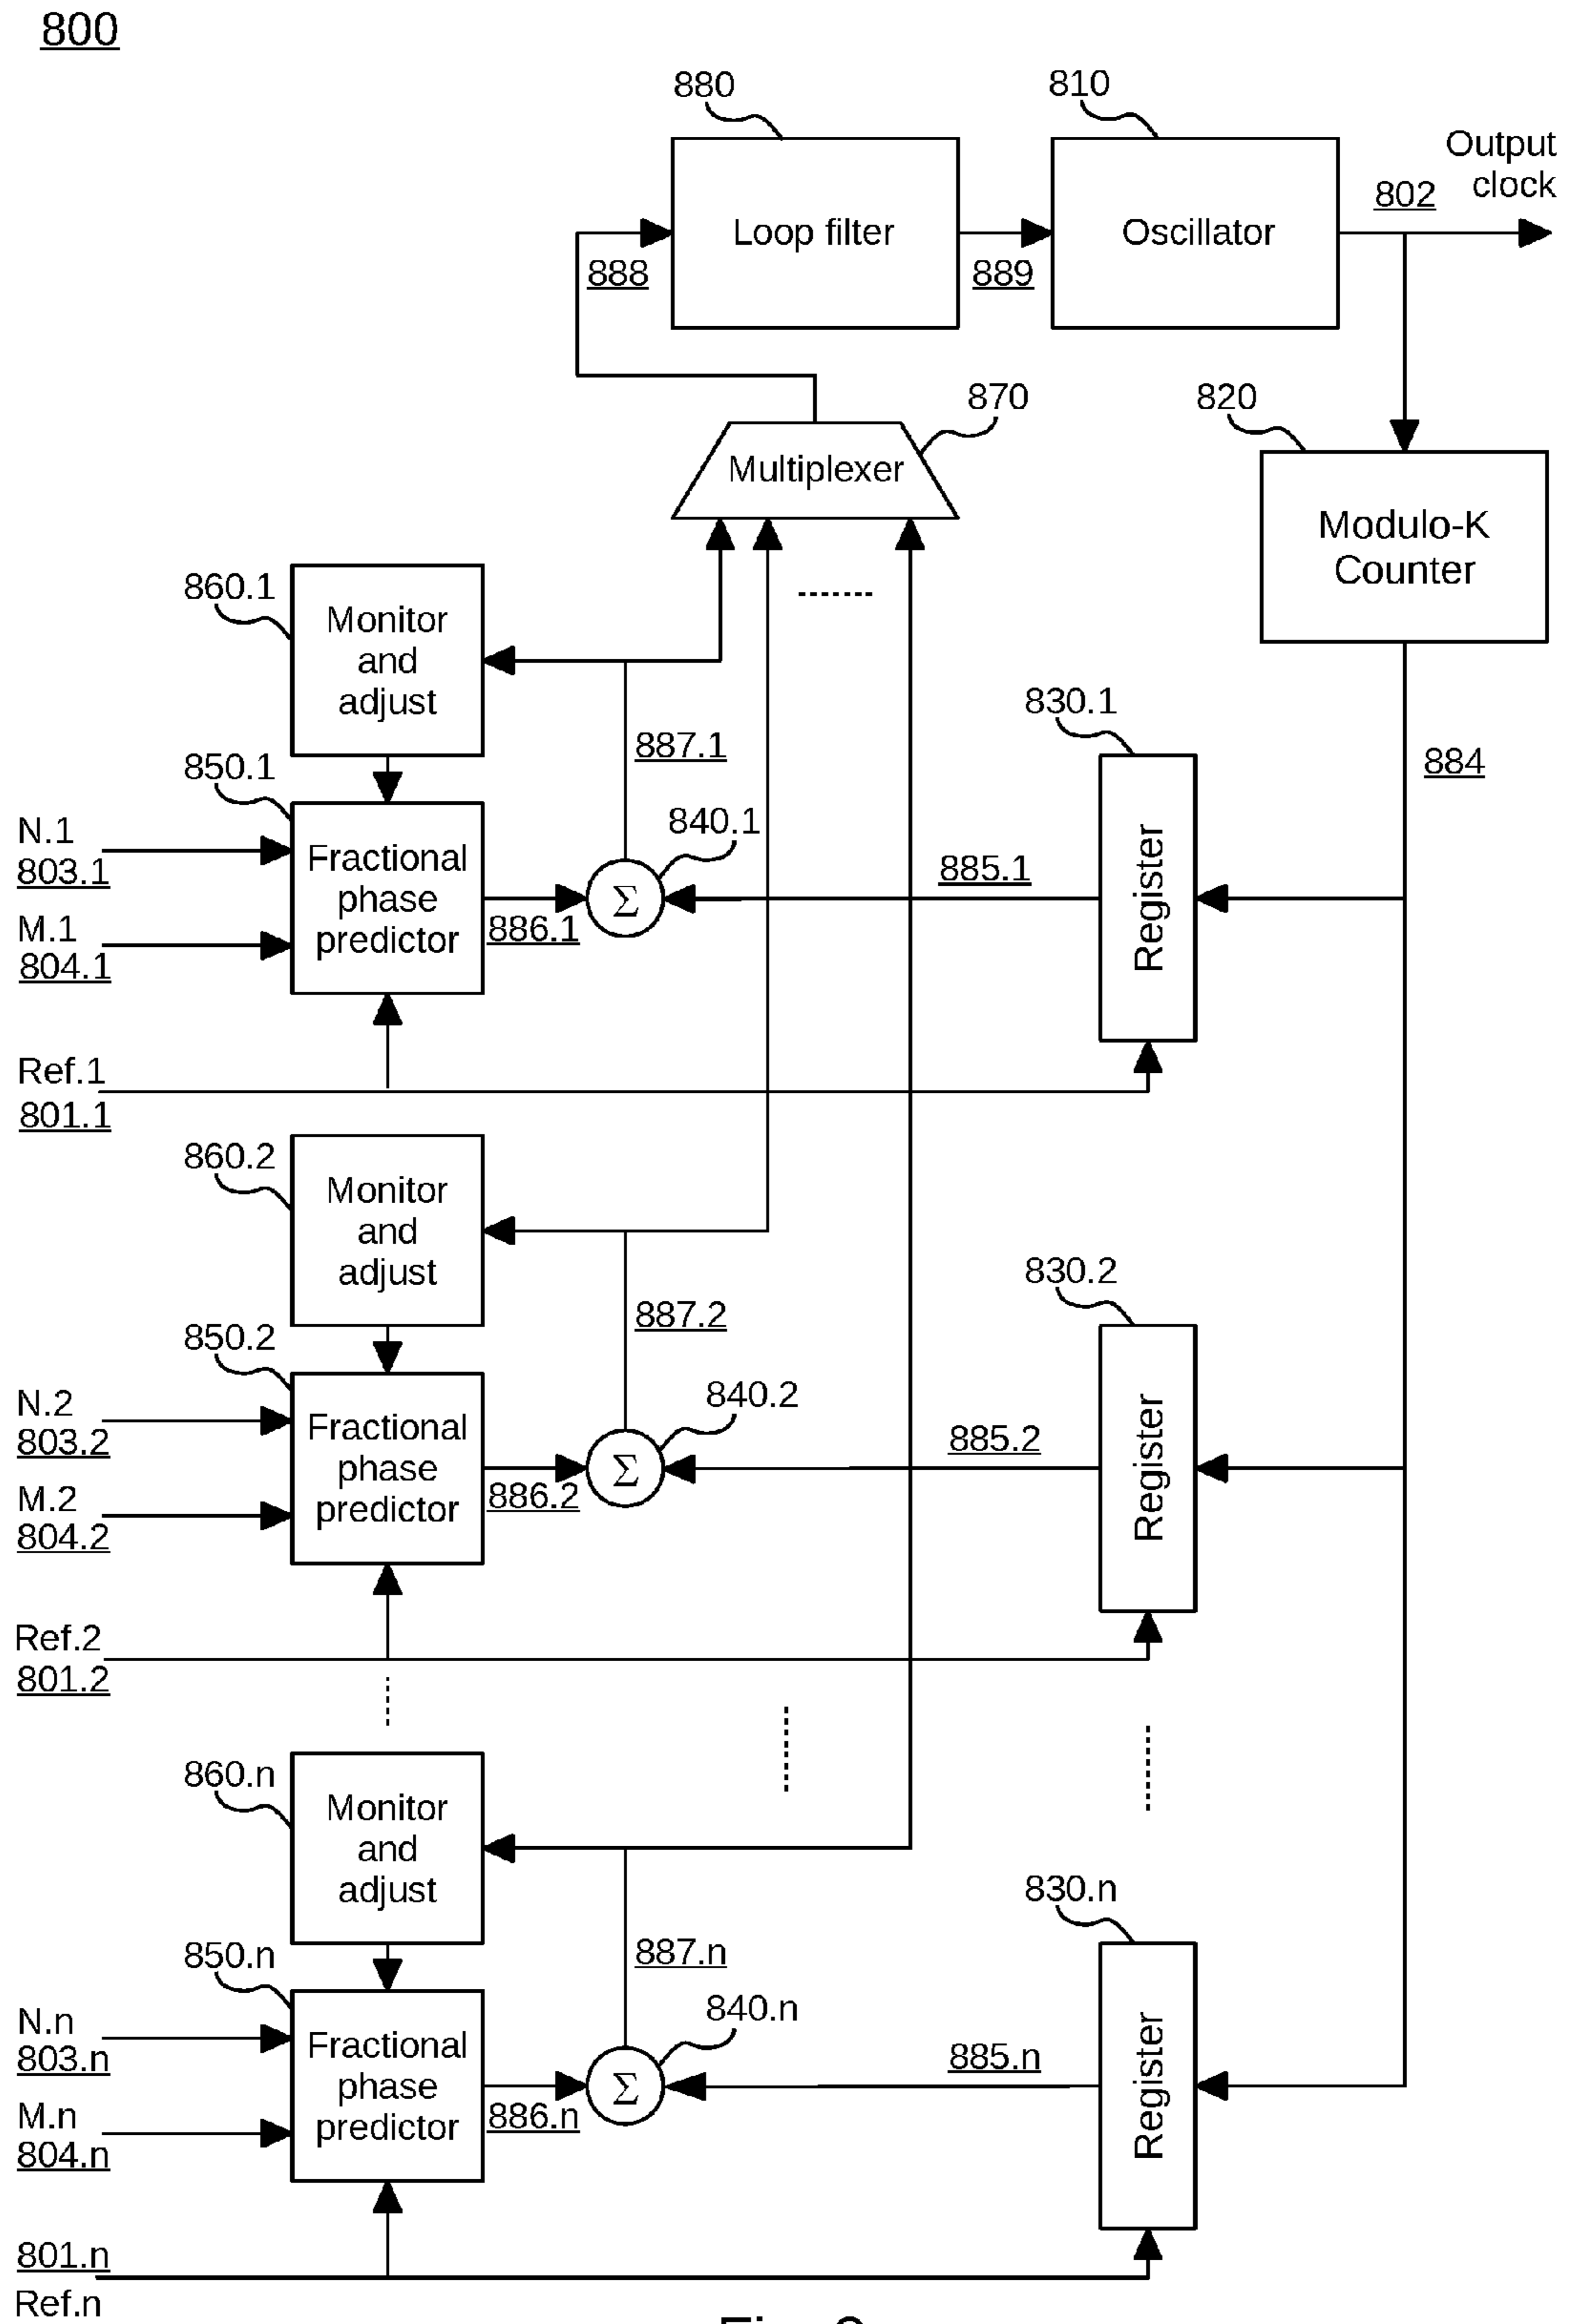 800
880
810
Output
clock
802
Loop filter
Oscillator
888
889
870
820
Multiplexer
Modulo-K
Counter
860.1
Monitor
and
adjust
830.1
887.1
884
850.1
840.1
N.1
803.1
Fractional
phase
predictor
Σ
885.1
Register
886.1
M.1
804.1
Ref.1
801.1
860.2
Monitor
and
adjust
830.2
887.2
850.2
840.2
N.2
803.2
Fractional
phase
predictor
Σ
885.2
Register
886.2
M.2
804.2
Ref.2
801.2
860.n
Monitor
and
adjust
830.n
887.n
850.n
840.n
N.n
803.n
Fractional
phase
predictor
Σ
885.n
Register
886.n
M.n
804.n
801.n
Ref.n